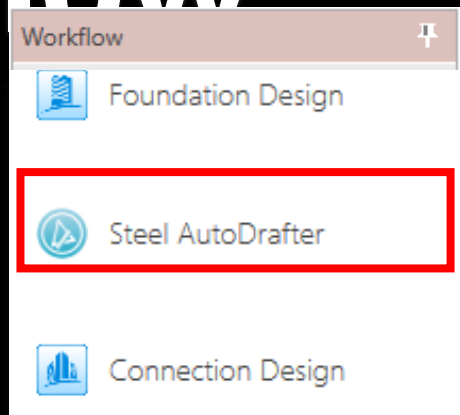 Workflow
Foundation Design
Steel AutoDrafter
Connection Design